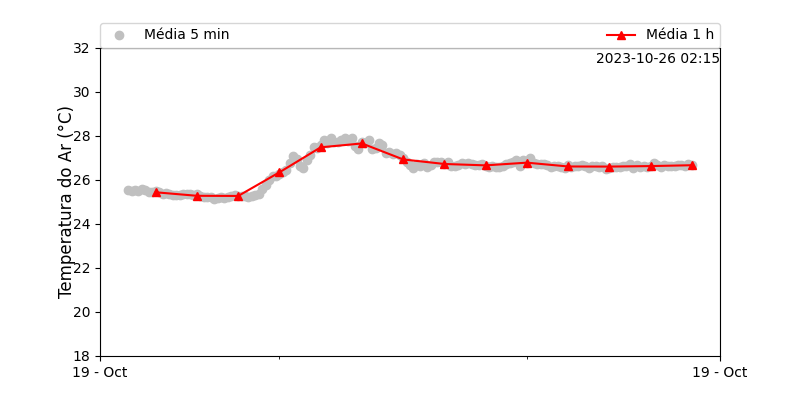 Média 5 min
Média 1 h
2023-10-26 02:15
Temperatura do Ar (°C)
32
30
28
26
24
22
20
18
19 - Oct
19 - Oct